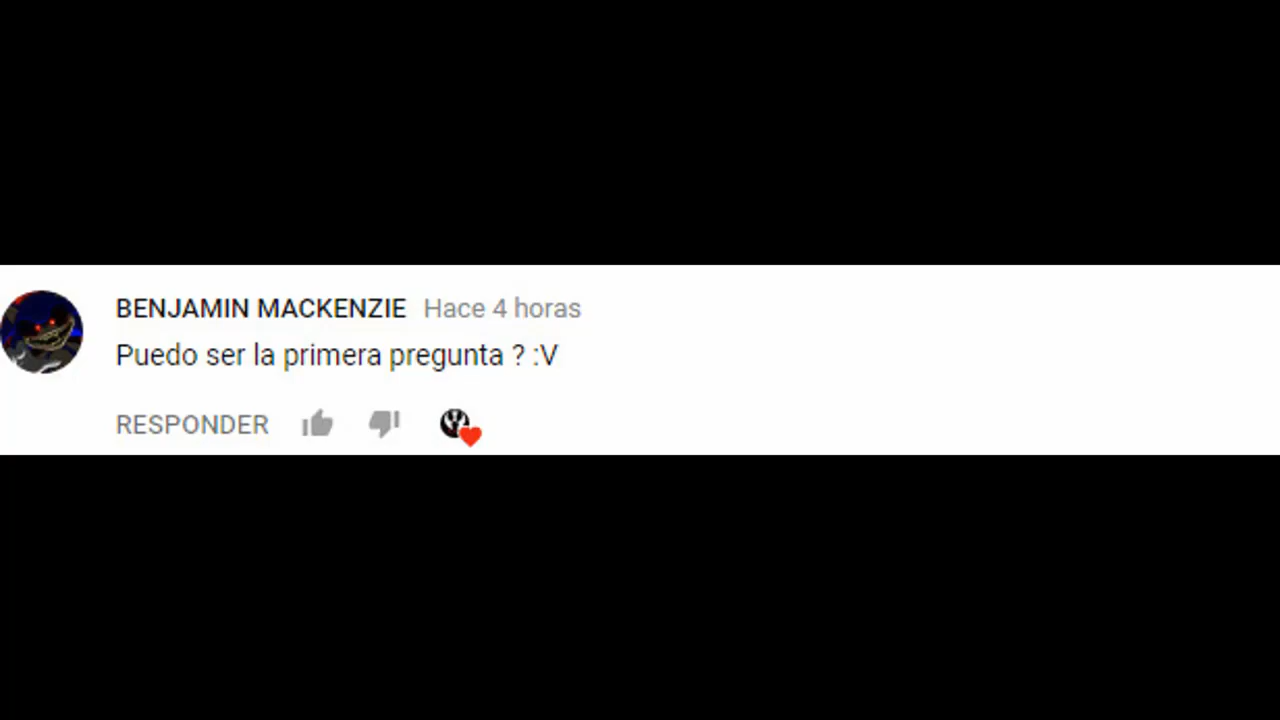 BENJAMIN MACKENZIE Hace 4 horas
Puedo ser la primera pregunta ? :V
RESPONDER